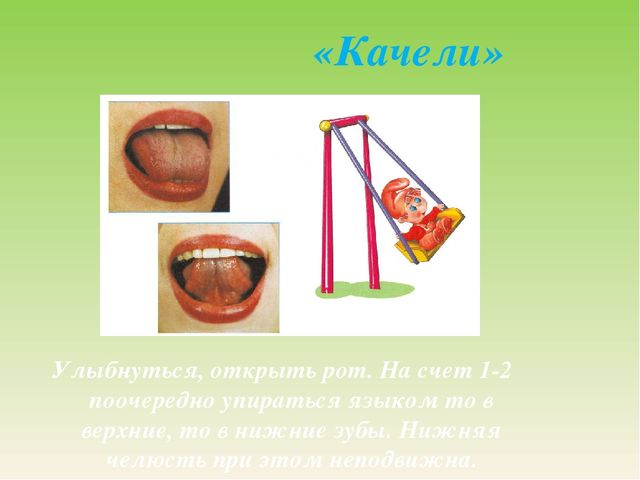 «Качели»
Улыбнуться, открыть рот. На счет 1-2
поочередно упираться языком то в
верхние, то в нижние зубы. Нижняя
челюсть при этом неподвижна.